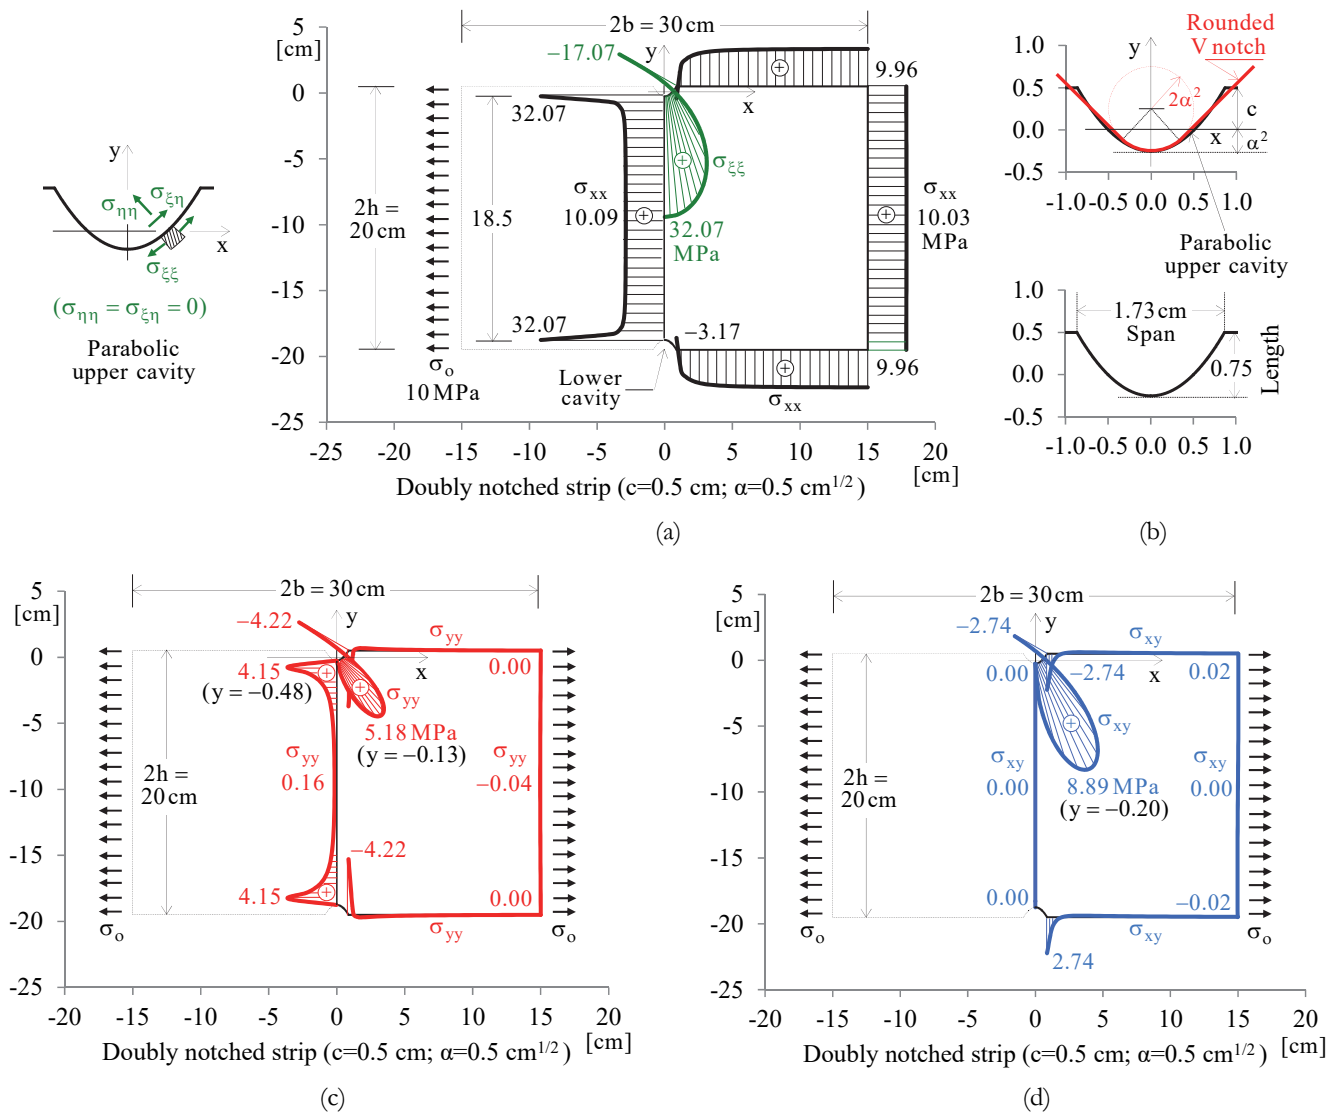 5
[cm]
0
-5
-10
-15
-20
-25
-25 -20 -15 -10 -5 0 5 10 15 20
[cm]
2b = 30 cm
−17.07
y
x
9.96
32.07
σξξ
σxx
10.09
2h =
20 cm
18.5
32.07
MPa
σxx
10.03
MPa
32.07
−3.17
9.96
σo
10 MPa
Lower
cavity
σxx
Doubly notched strip (c=0.5 cm; α=0.5 cm1/2 )
(a)
y
σηη
σξη
x
σξξ
(σηη = σξη = 0)
Parabolic
upper cavity
Rounded
V notch
y
1.0
0.5
0.0
-0.5
2α2
c
x
α2
-1.0 -0.5 0.0 0.5 1.0
Parabolic
upper cavity
1.0
0.5
0.0
-0.5
1.73 cm
Span
0.75
Length
-1.0 -0.5 0.0 0.5 1.0
(b)
5
[cm]
0
-5
-10
-15
-20
-25
-20 -15 -10 -5 0 5 10 15 20
[cm]
2b = 30 cm
−4.22
y
σyy
4.15
(y = −0.48)
x
0.00
σyy
5.18 MPa
(y = −0.13)
2h =
20 cm
σyy
0.16
σyy
−0.04
−4.22
4.15
0.00
σo
σyy
σo
Doubly notched strip (c=0.5 cm; α=0.5 cm1/2 )
(c)
5
[cm]
0
-5
-10
-15
-20
-25
-20 -15 -10 -5 0 5 10 15 20
[cm]
2b = 30 cm
−2.74
y
σxy
0.00
−2.74
x
0.02
σxy
2h =
20 cm
σxy
0.00
8.89 MPa
(y = −0.20)
σxy
0.00
0.00
−0.02
σo
2.74
σxy
σo
Doubly notched strip (c=0.5 cm; α=0.5 cm1/2 )
(d)